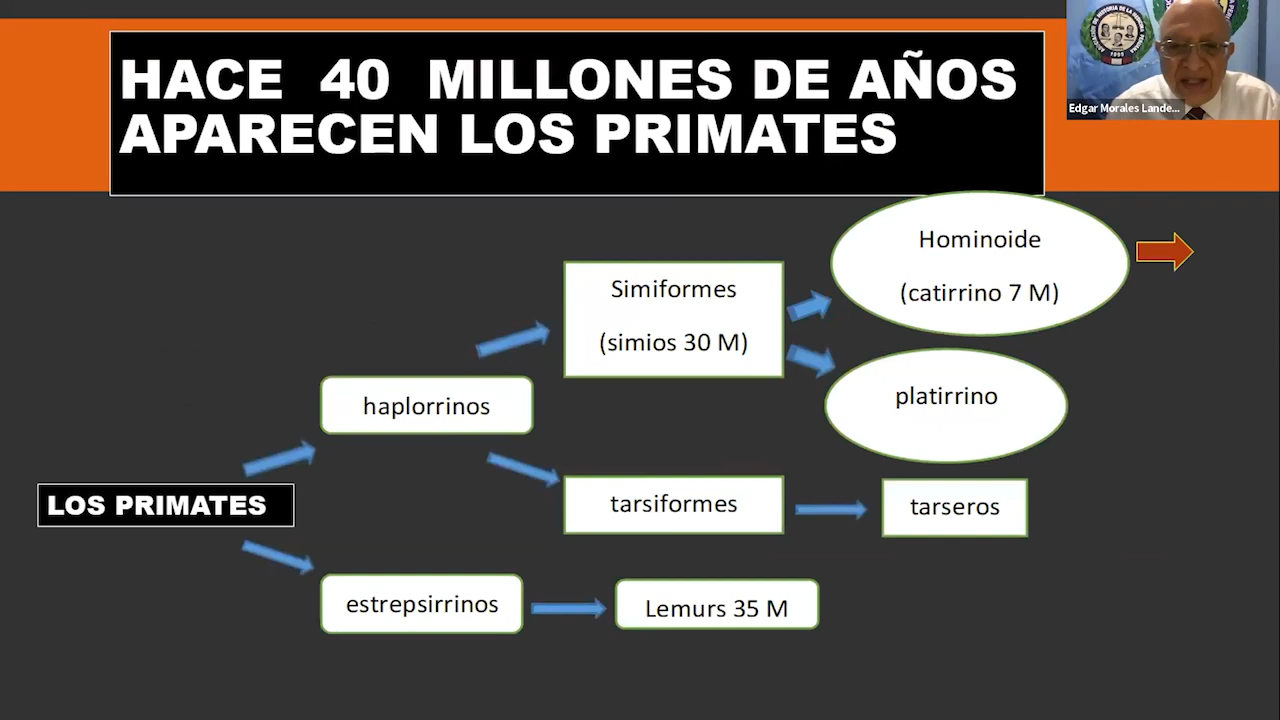 HACE 40 MILLONES DE AÑOS
APARECEN LOS PRIMATES
Edgar Morales Lande...
Hominoide
(catirrino 7 M)
Simiformes
(simios 30 M)
platirrino
haplorrinos
LOS PRIMATES
tarsiformes
tarseros
estrepsirrinos
Lemurs 35 M